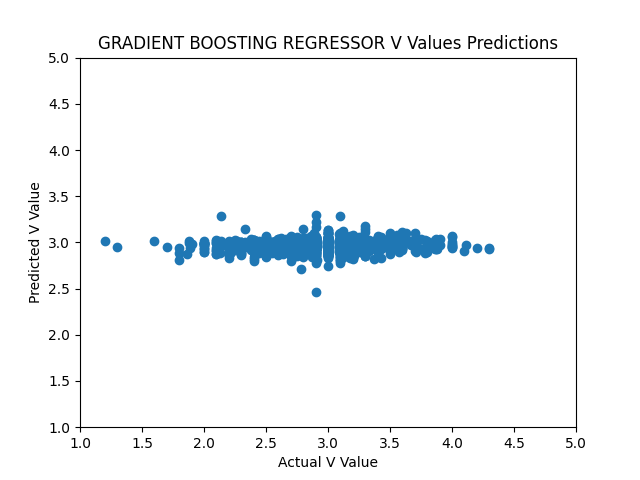 GRADIENT BOOSTING REGRESSOR V Values Predictions
5.0
4.5
4.0
3.5
3.0
2.5
2.0
1.5
1.0
Predicted V Value
1.0 1.5 2.0 2.5 3.0 3.5 4.0 4.5 5.0
Actual V Value